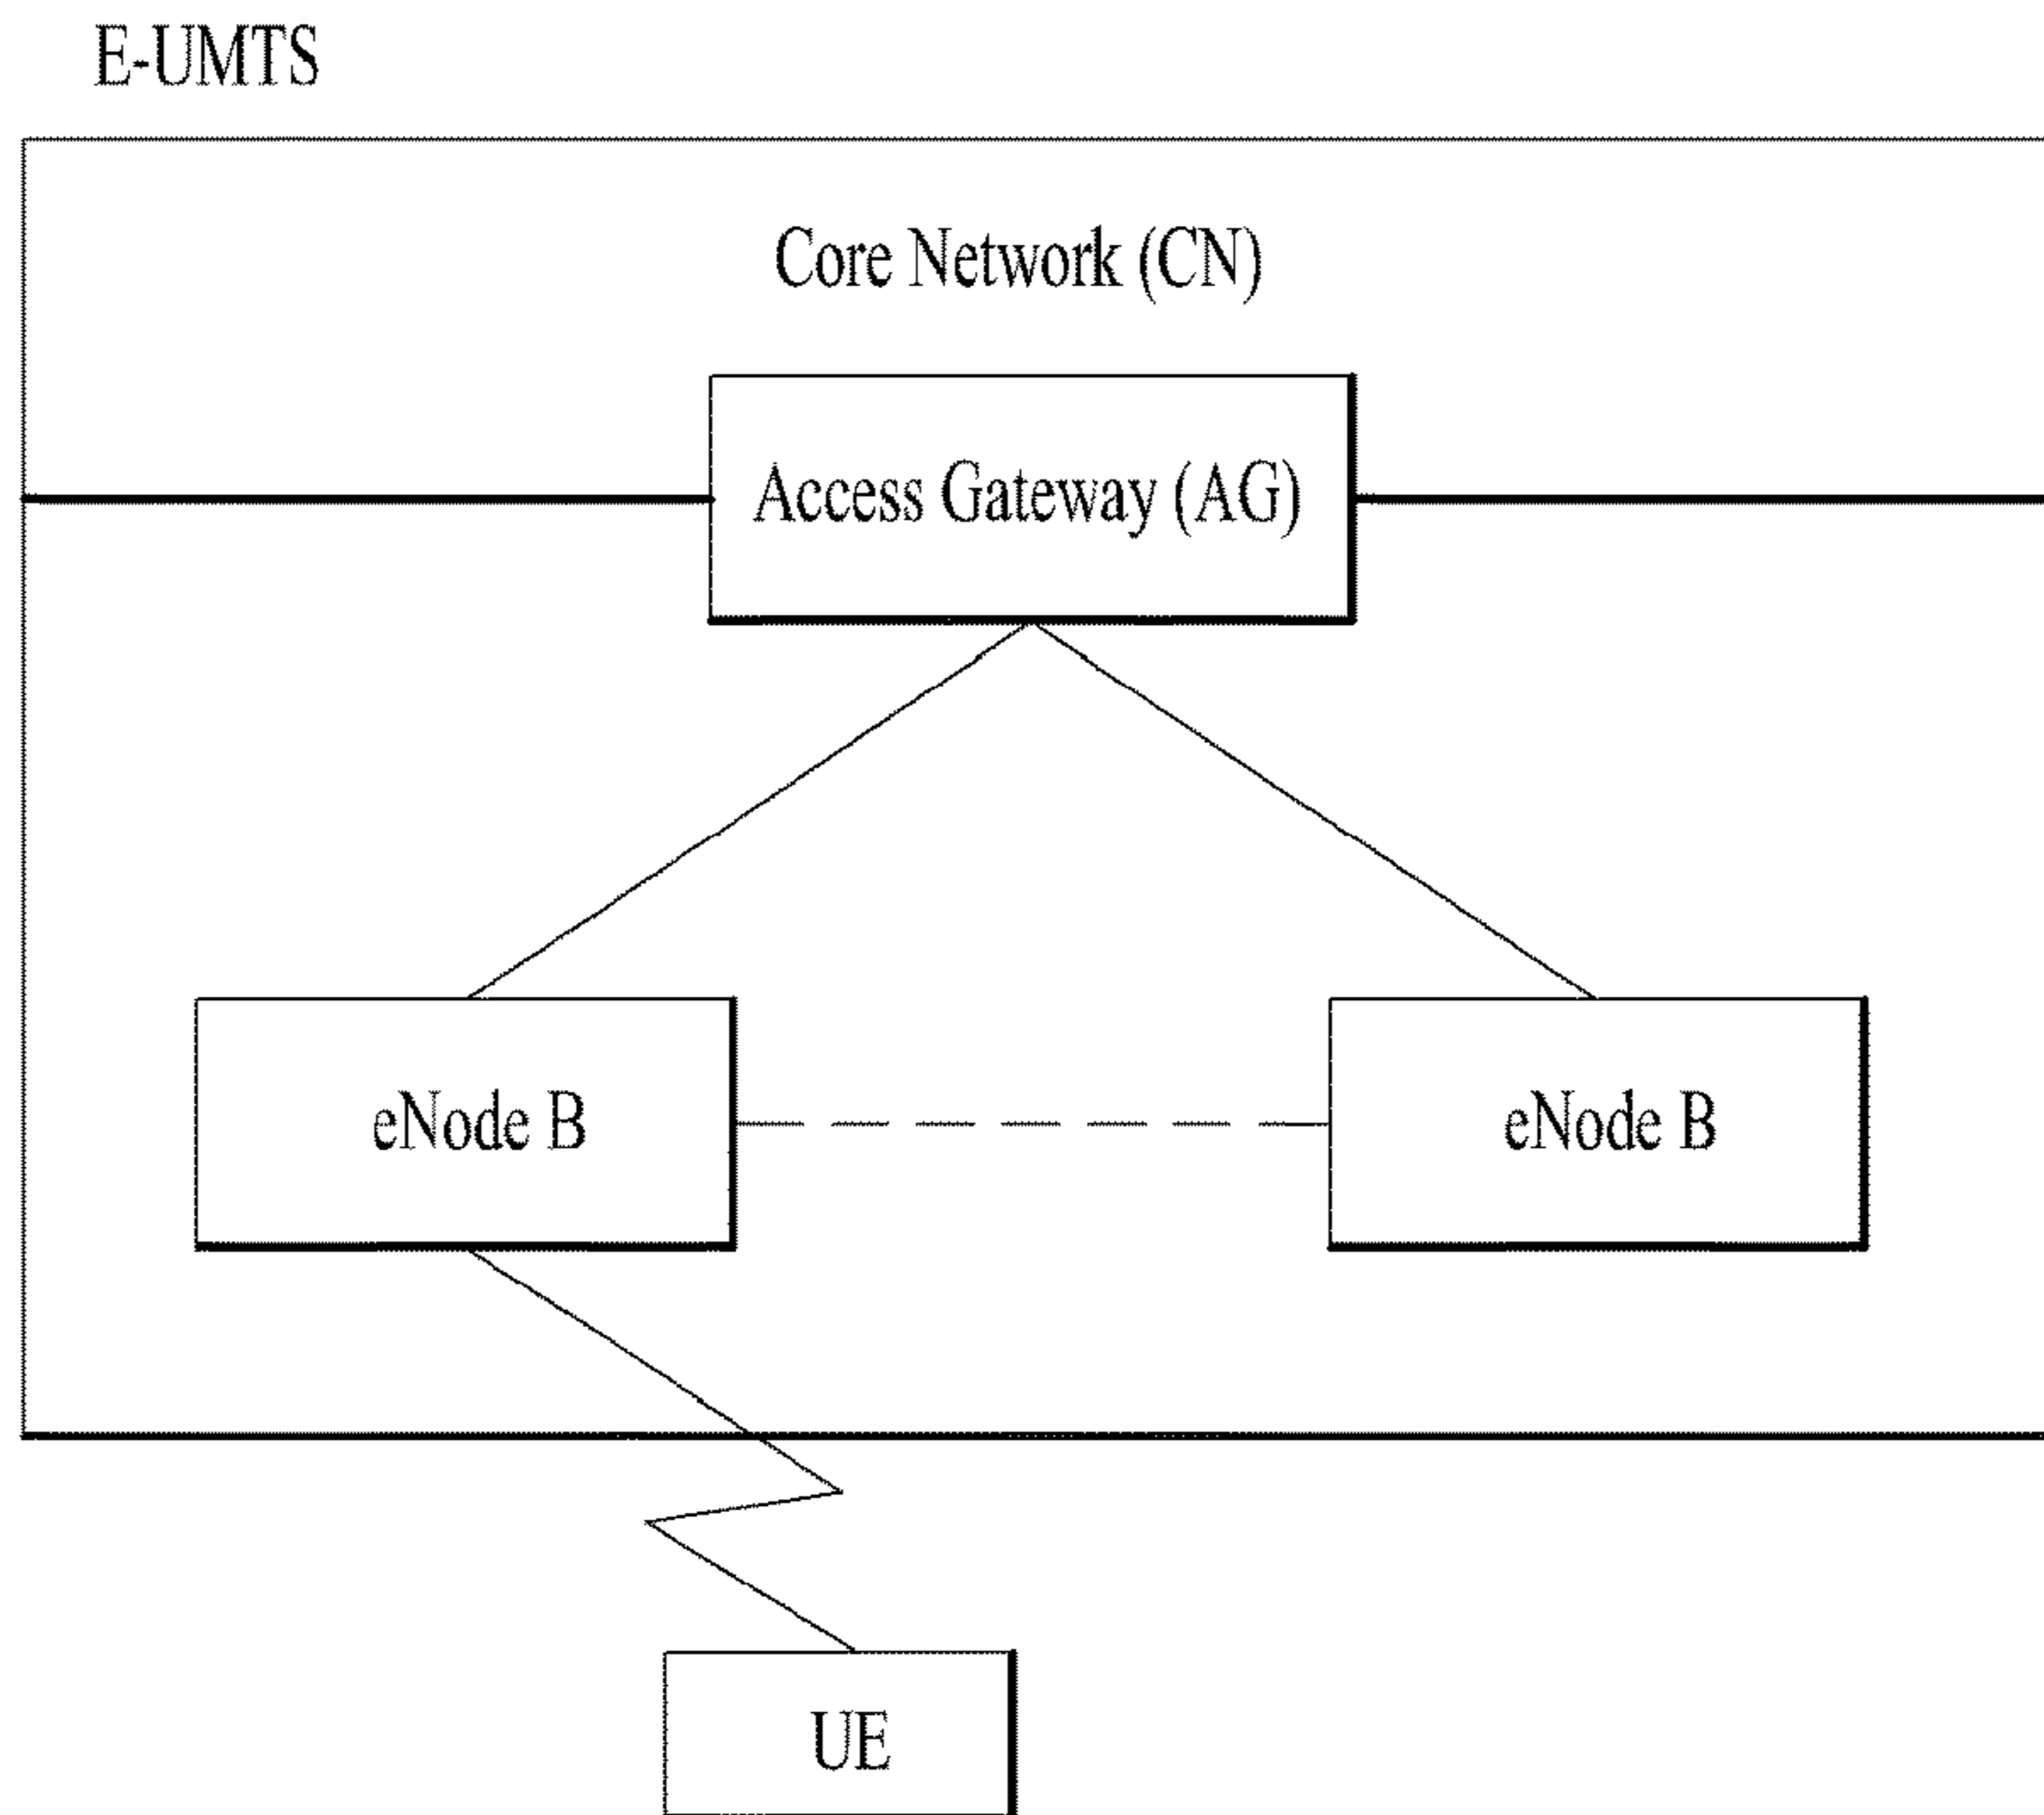 E-UMTS
Core Network (CN)
Access Gateway (AG)
eNode B
eNode B
UE